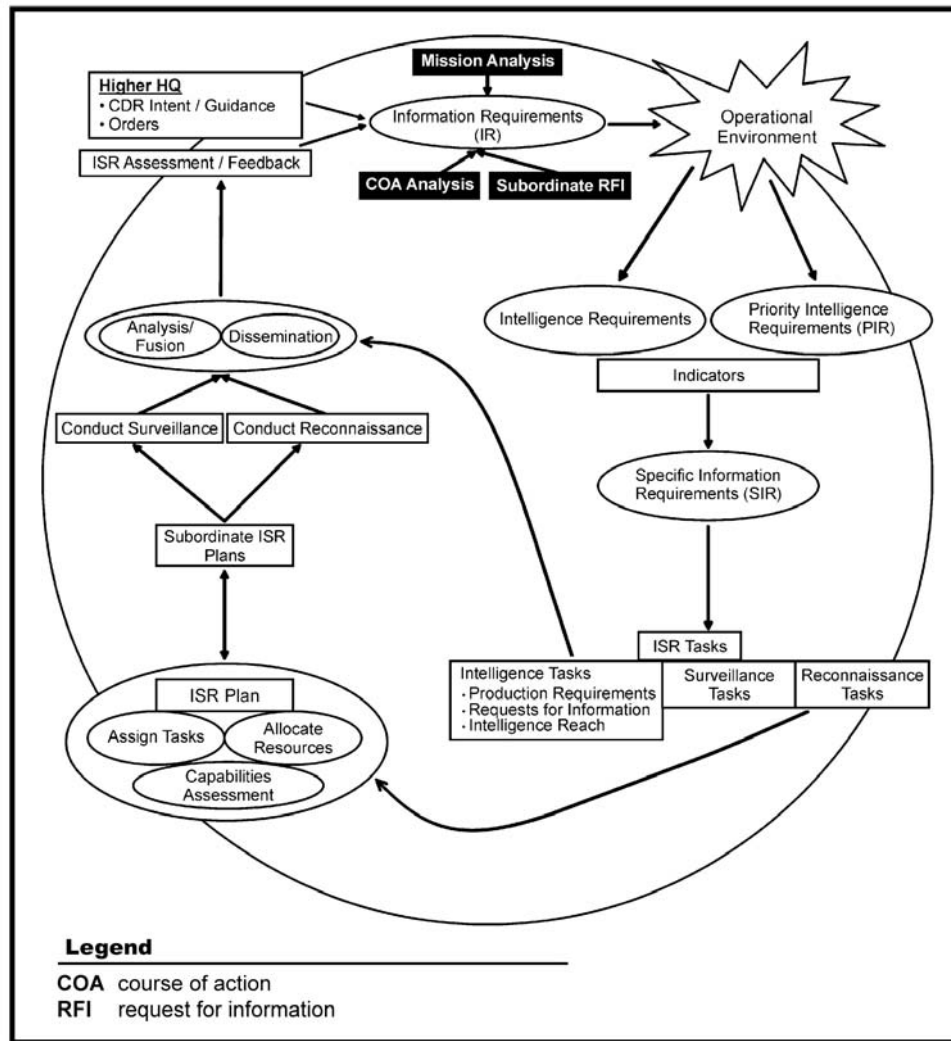 Mission Analysis
Higher HQ
• CDR Intent / Guidance
• Orders
Information Requirements
(IR)
Operational
Environment
ISR Assessment / Feedback
COA Analysis
Subordinate RFI
Analysis/
Fusion
Dissemination
Intelligence Requirements
Priority Intelligence
Requirements (PIR)
Indicators
Conduct Surveillance
Conduct Reconnaissance
Specific Information
Requirements (SIR)
Subordinate ISR
Plans
ISR Tasks
Intelligence Tasks
• Production Requirements
• Requests for Information
• Intelligence Reach
Surveillance
Tasks
Reconnaissance
Tasks
ISR Plan
Assign Tasks
Allocate
Resources
Capabilities
Assessment
Legend
COA course of action
RFI request for information